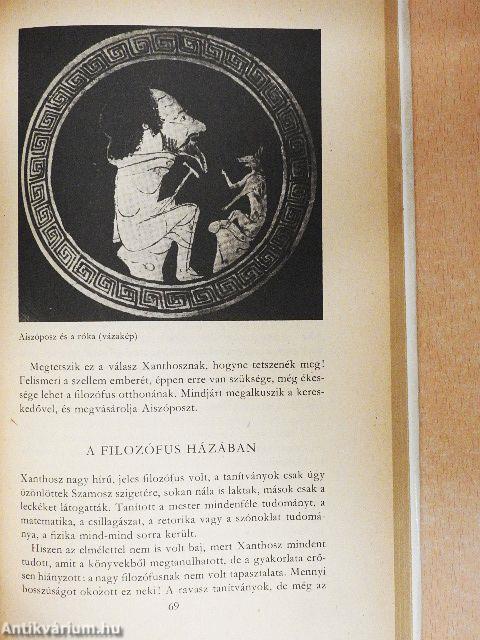 Aiszóposz és a róka (vázakép)
Megtetszik ez a válasz Xanthosznak, hogyne tetszenék meg!
Felismeri a szellem emberét, éppen erre van szüksége, még ékes-
sége lehet a filozófus otthonának. Mindjárt megalkuszik a keres-
kedővel, és megvásárolja Aiszóposzt.
A FILOZÓFUS HÁZÁBAN
Xanthosz nagy hírű, jeles filozófus volt, a tanítványok csak úgy
özönlöttek Szamosz szigetére, sokan nála is laktak, mások csak a
leckéket látogatták. Tanított a mester mindenféle tudományt, a
matematika, a csillagászat, a retorika vagy a szónoklat tudomá-
nya, a fizika mind-mind sorra került.
Hiszen az elmélettel nem is volt baj, mert Xanthosz mindent
tudott, amit a könyvekből megtanulhatott, de a gyakorlata erő-
sen hiányzott: a nagy filozófusnak nem volt tapasztalata. Mennyi
bosszúságot okozott ez neki! A ravasz tanítványok, de még az
69
Antikvárium.hu